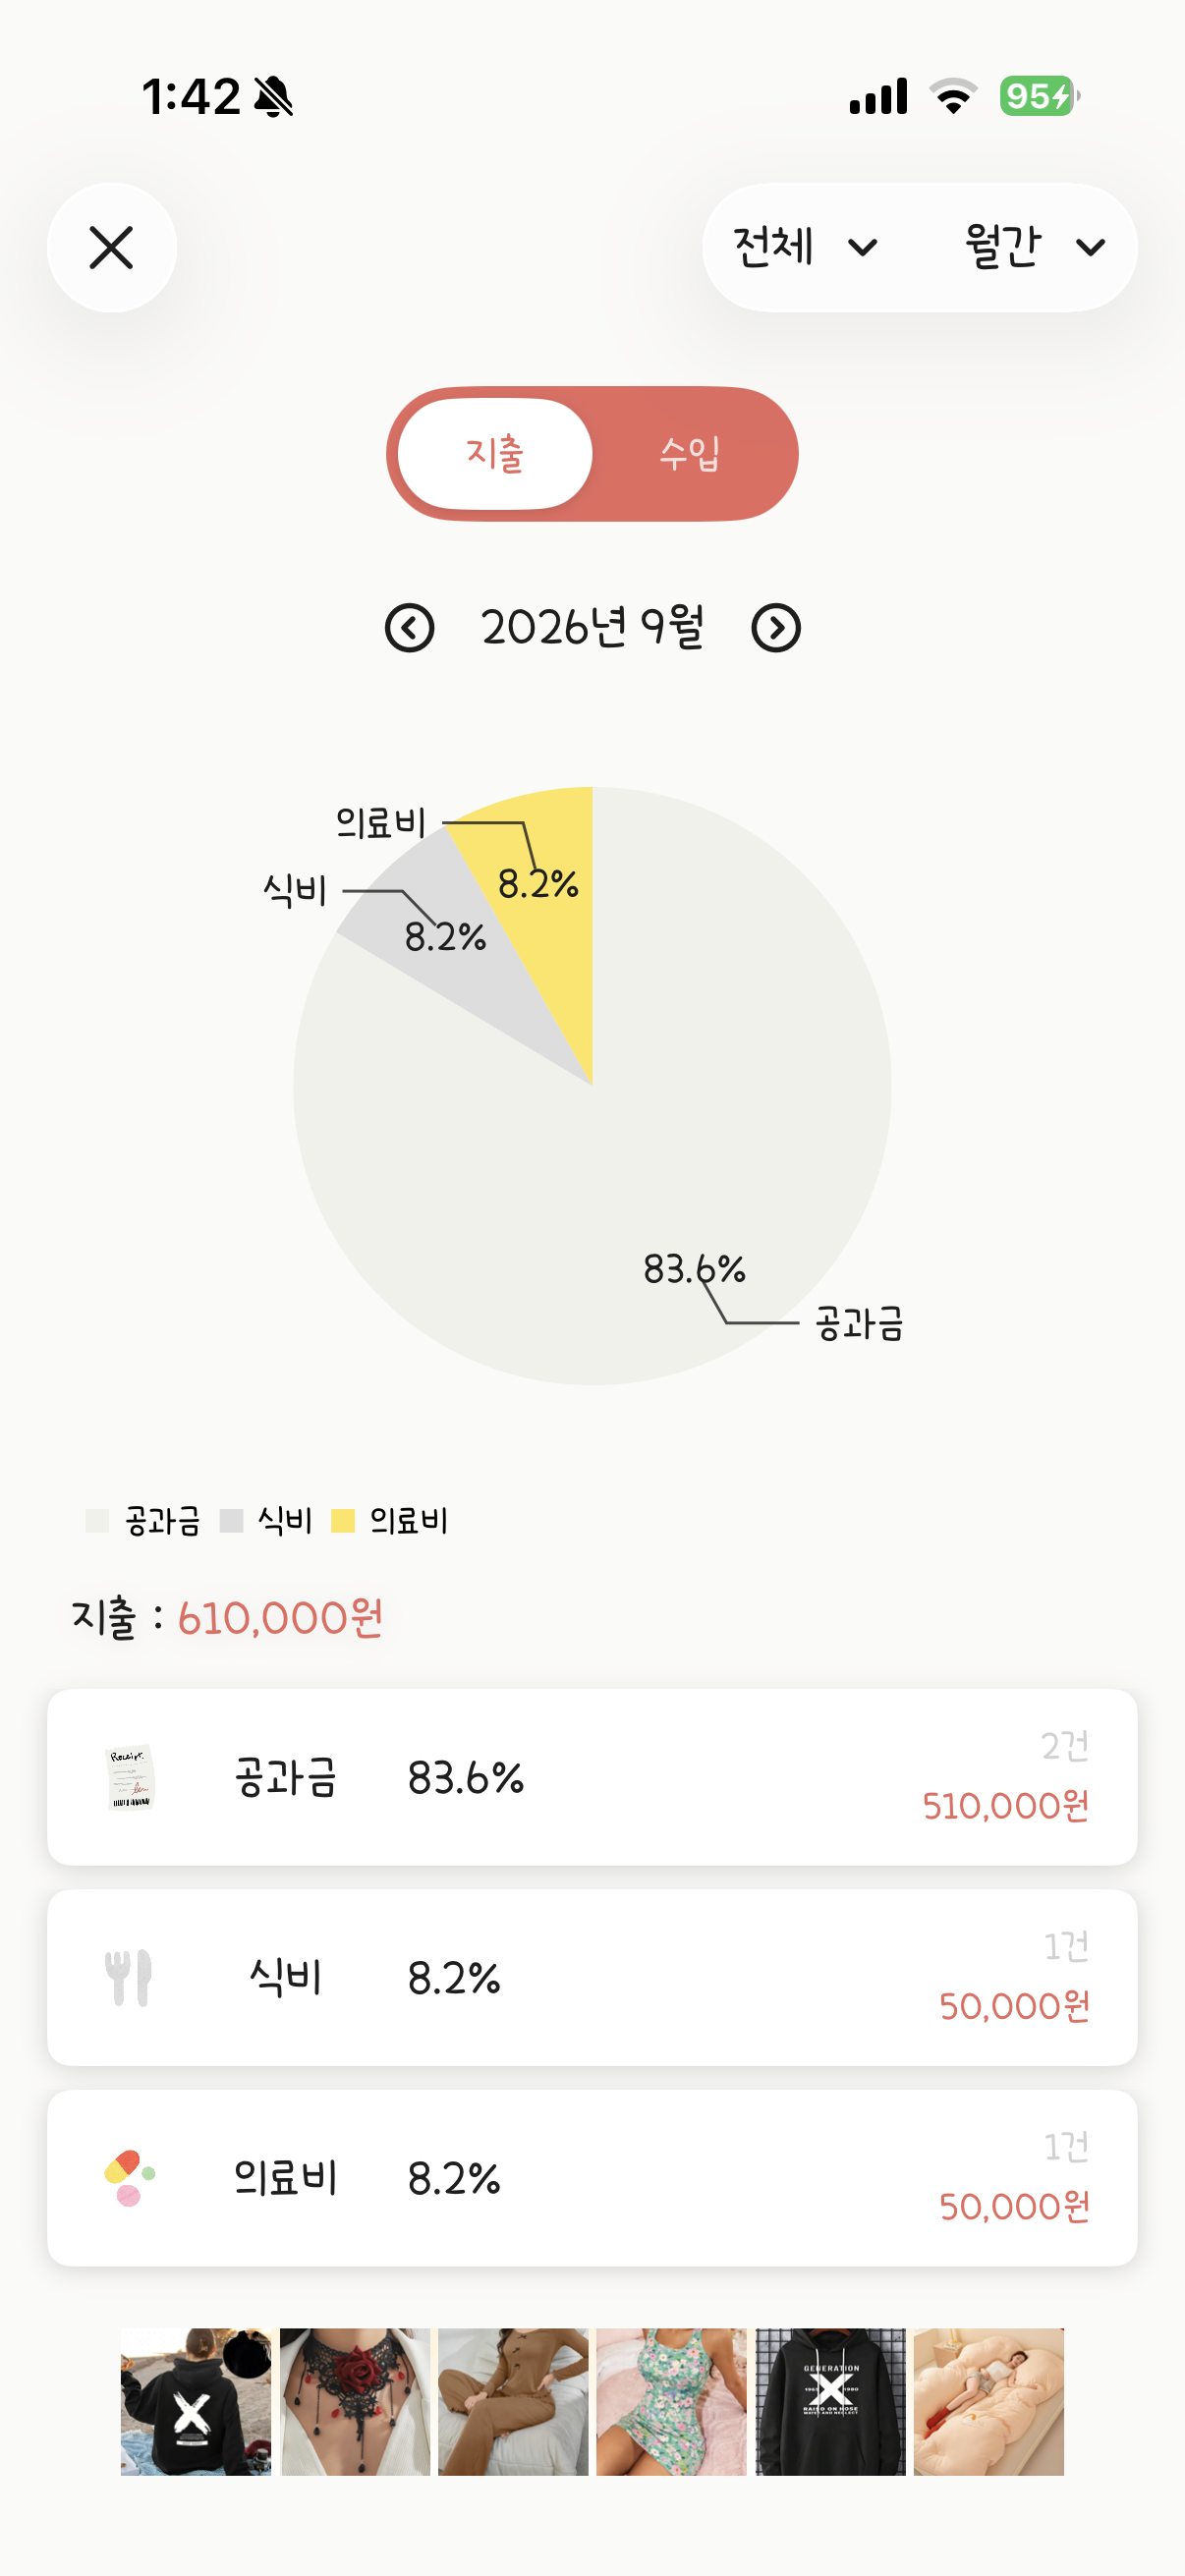 1:42 95
전체 월간
지출 수입
2026년 9월
의료비
8.2%
식비
8.2%
83.6%
공과금
공과금 식비 의료비
지출 : 610,000원
Receipt
공과금 83.6% 2건
510,000원
식비 8.2% 1건
50,000원
의료비 8.2% 1건
50,000원
GENERATION